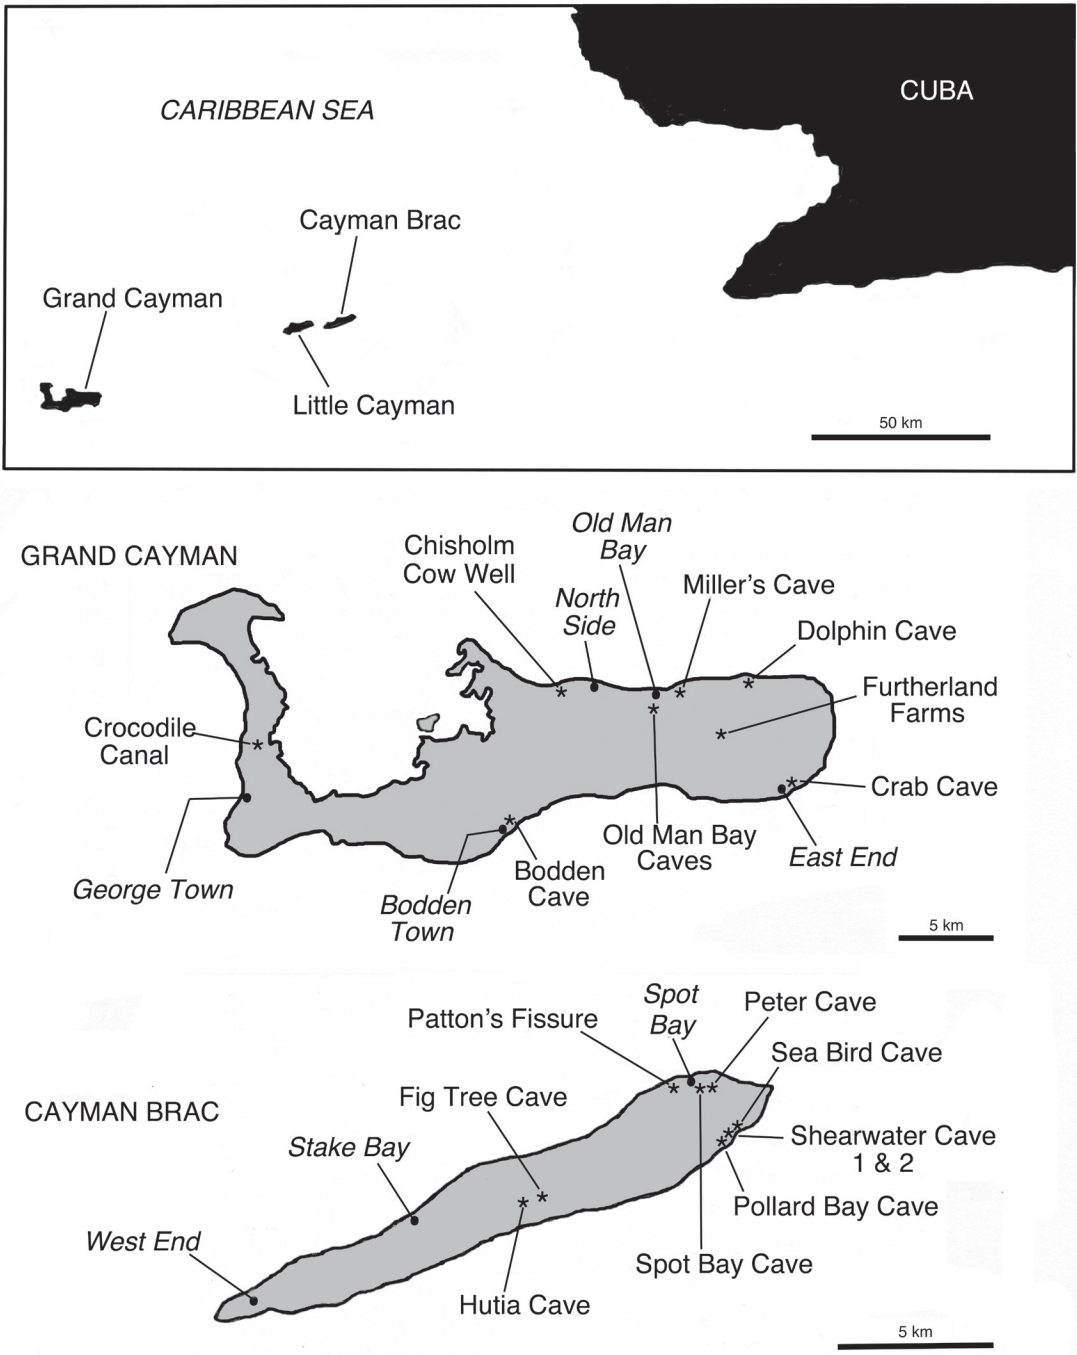 CUBA
CARIBBEAN SEA
Cayman Brac
Grand Cayman
Little Cayman
50 km
GRAND CAYMAN
Old Man
Bay
Chisholm
Cow Well
North
Side
Miller's Cave
Dolphin Cave
Furtherland
Farms
Crocodile
Canal
Crab Cave
Old Man Bay
Caves
East End
George Town
Bodden
Cave
Bodden
Town
5 km
Spot
Bay
Peter Cave
Patton's Fissure
Sea Bird Cave
Fig Tree Cave
CAYMAN BRAC
Stake Bay
Shearwater Cave
1 & 2
Pollard Bay Cave
West End
Spot Bay Cave
Hutia Cave
5 km